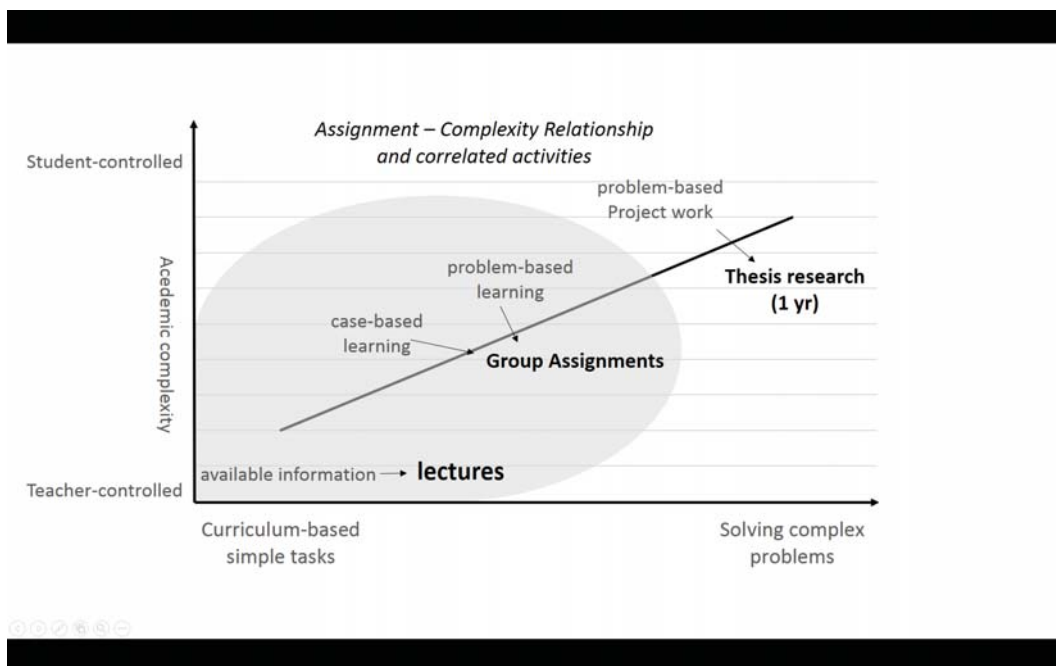 Assignment – Complexity Relationship
and correlated activities
Student-controlled
problem-based
Project work
Acedemic complexity
problem-based
learning
Thesis research
(1 yr)
case-based
learning
Group Assignments
available information
lectures
Teacher-controlled
Curriculum-based
simple tasks
Solving complex
problems